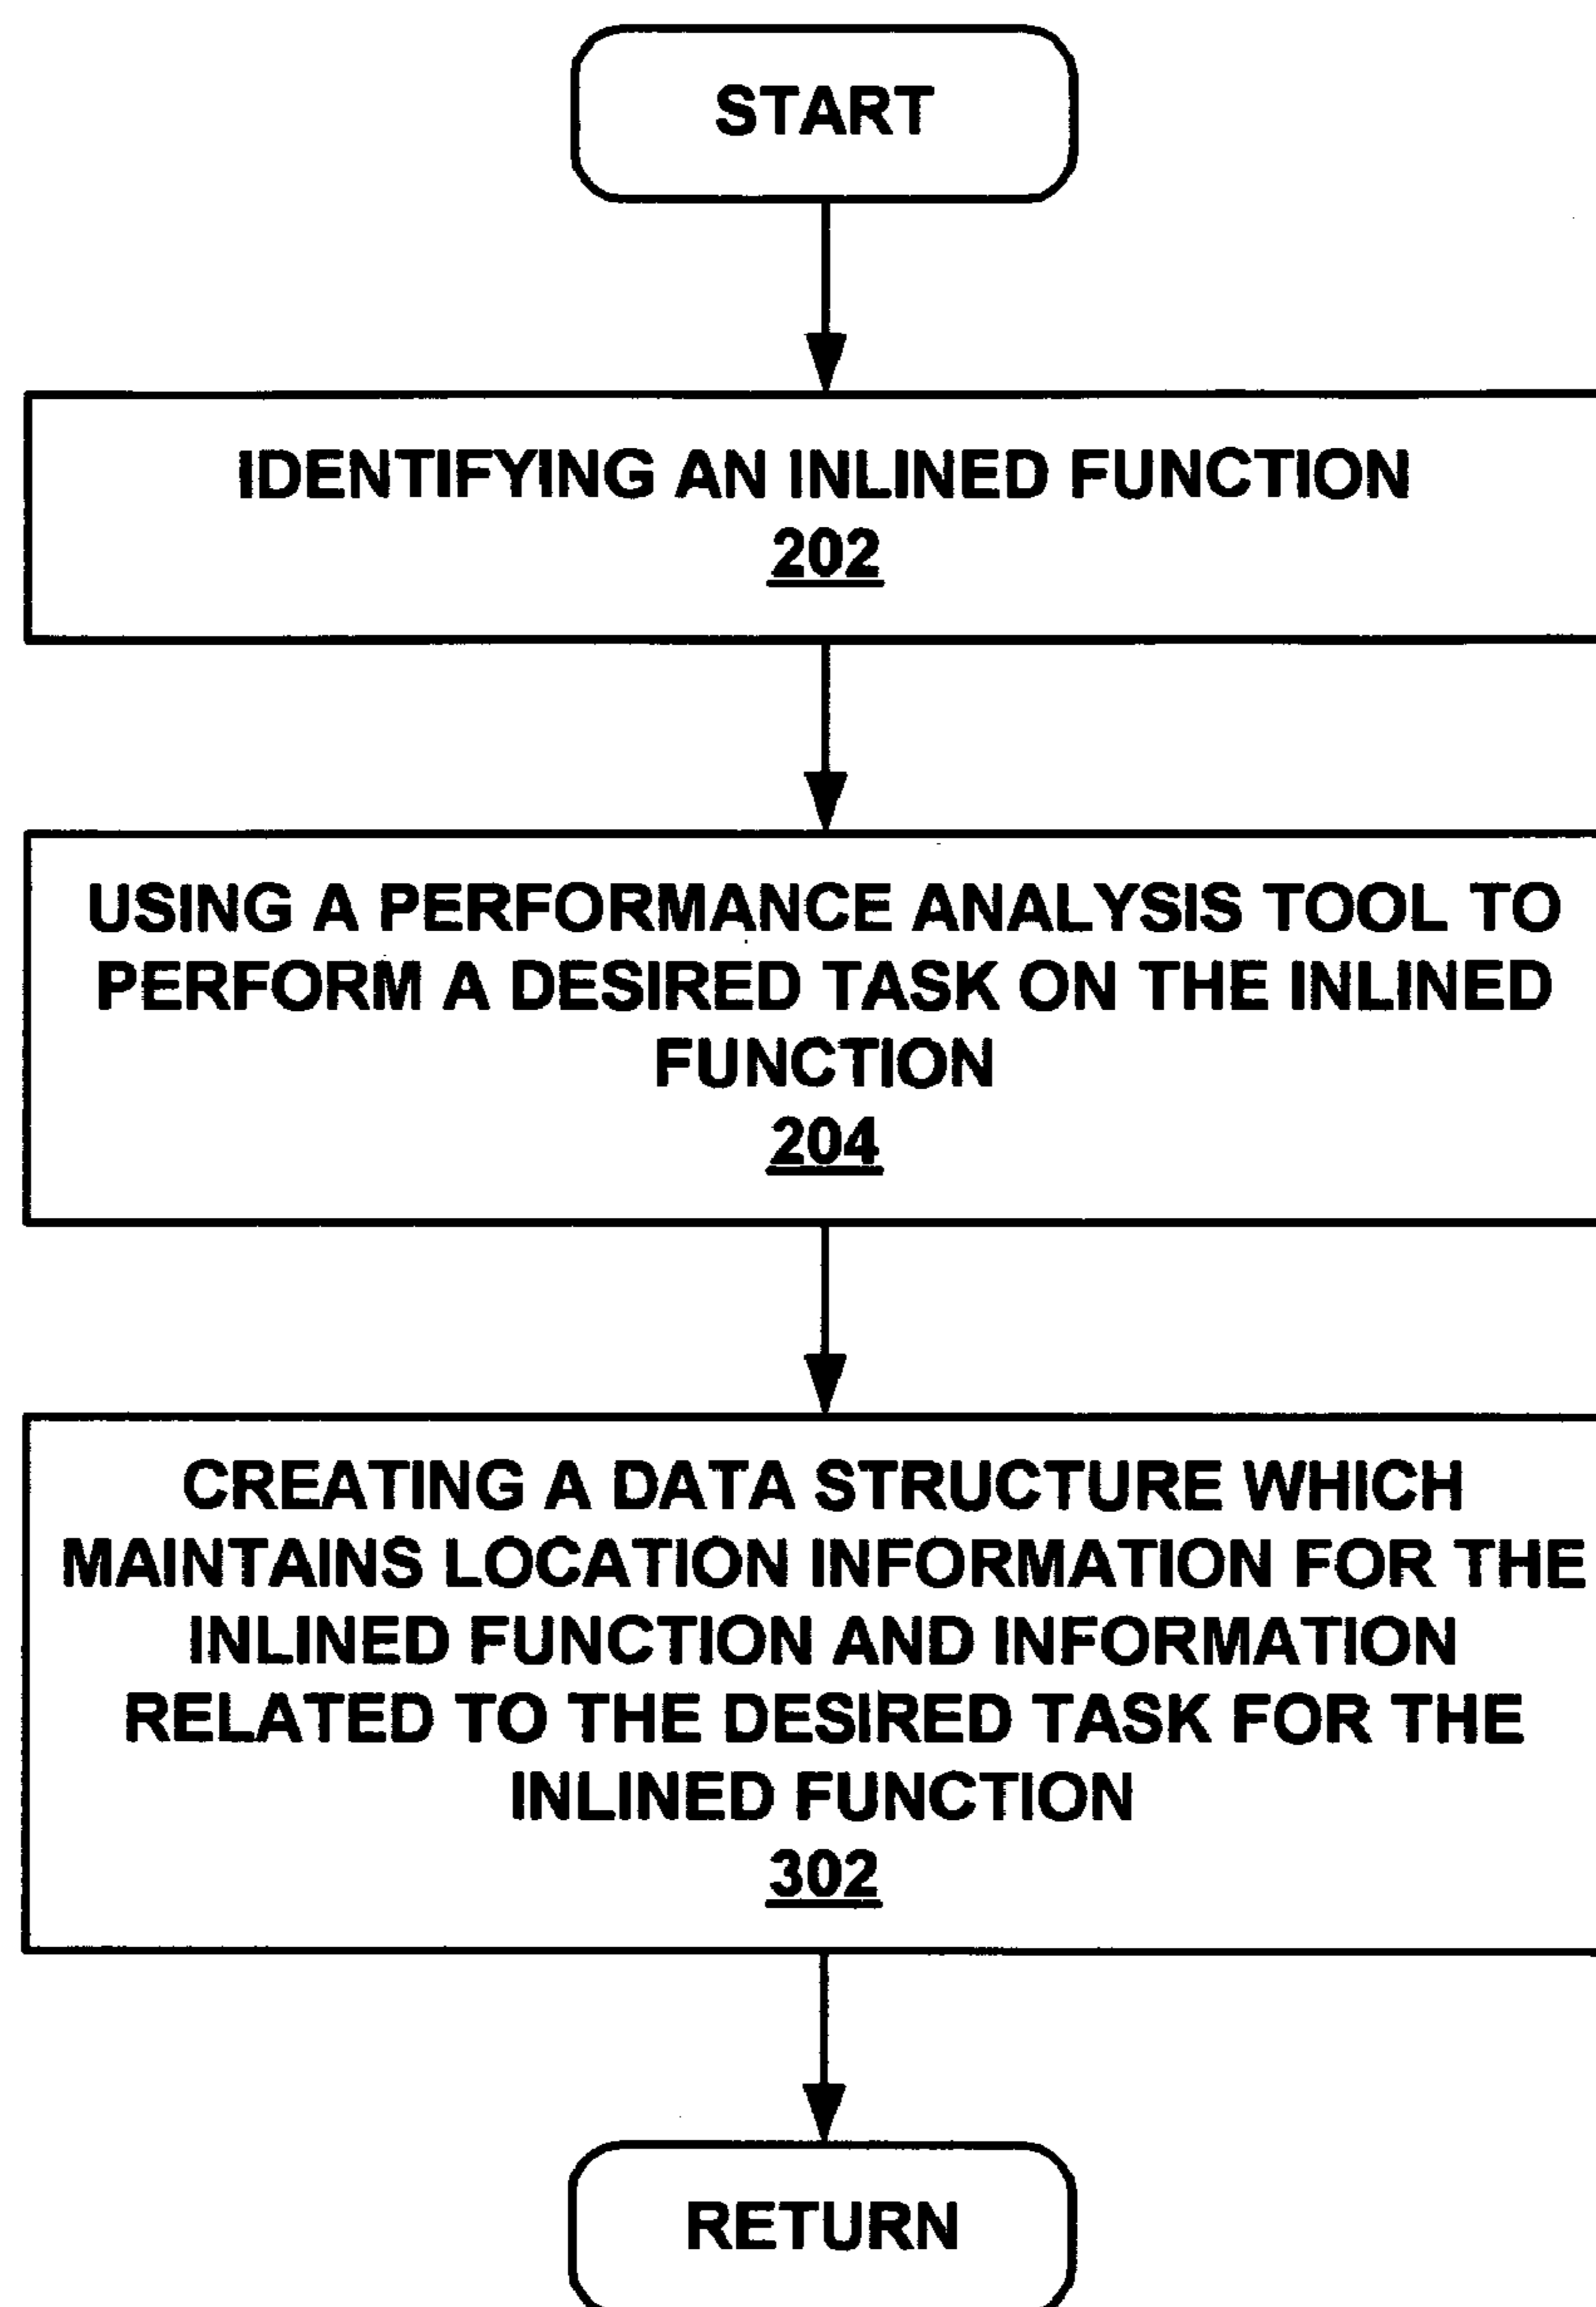 START
IDENTIFYING AN INLINED FUNCTION
202
USING A PERFORMANCE ANALYSIS TOOL TO
PERFORM A DESIRED TASK ON THE INLINED
FUNCTION
204
CREATING A DATA STRUCTURE WHICH
MAINTAINS LOCATION INFORMATION FOR THE
INLINED FUNCTION AND INFORMATION
RELATED TO THE DESIRED TASK FOR THE
INLINED FUNCTION
302
RETURN